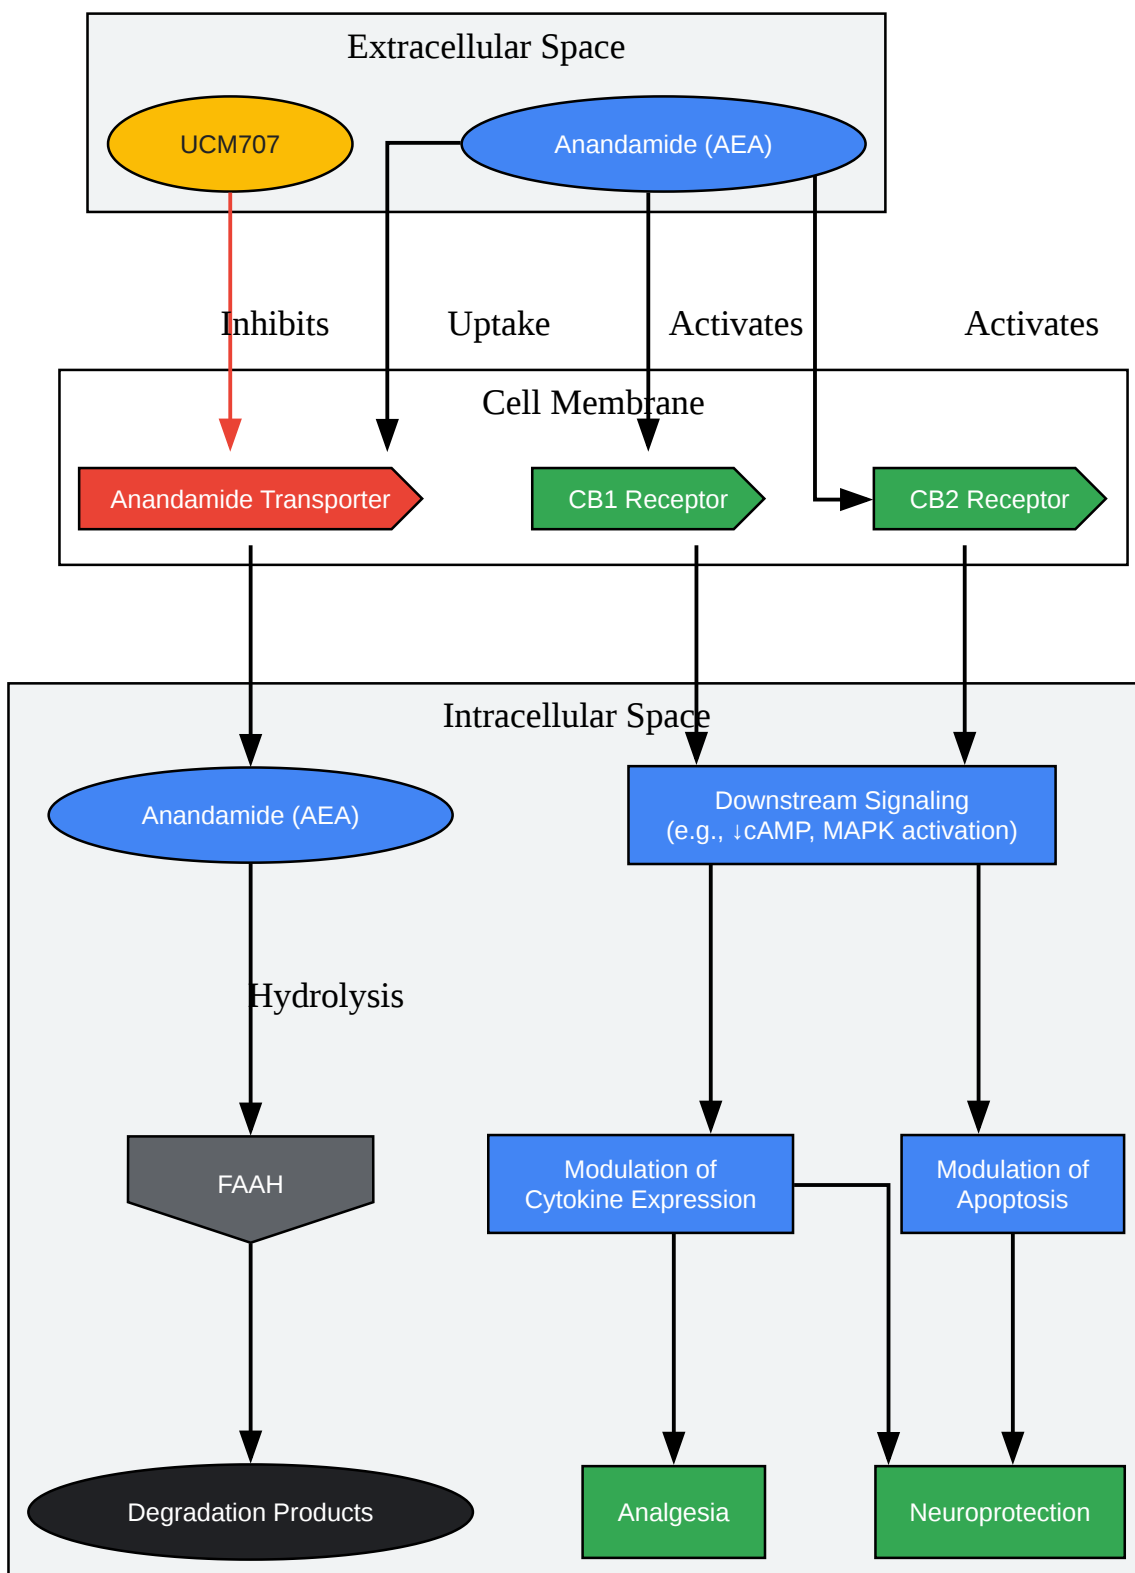 Extracellular Space
UCM707
Anandamide (AEA)
Inhibits
Uptake
Activates
Activates
Cell Membrane
Anandamide Transporter
CB1 Receptor
CB2 Receptor
Intracellular Space
Anandamide (AEA)
Downstream Signaling
(e.g., ↓cAMP, MAPK activation)
Hydrolysis
FAAH
Modulation of
Cytokine Expression
Modulation of
Apoptosis
Degradation Products
Analgesia
Neuroprotection